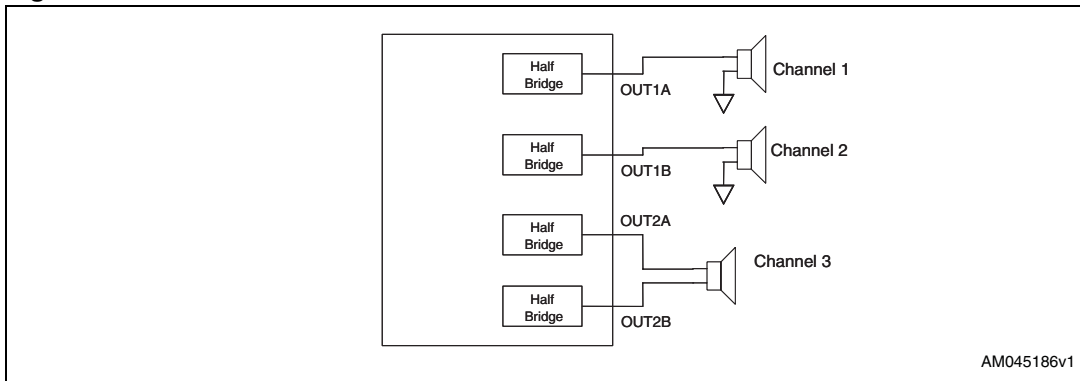 Half
Bridge
OUT1A
Channel 1
Half
Bridge
OUT1B
Channel 2
Half
Bridge
OUT2A
Channel 3
Half
Bridge
OUT2B
AM045186v1